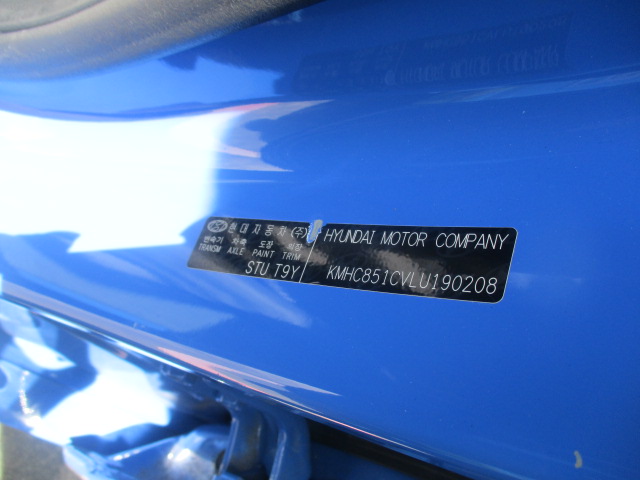 현대자동차(주) HYUNDAI MOTOR COMPANY
변속기 차축 도장 의장
TRANSM AXLE PAINT TRIM
STU T9Y KMHC851CVLU190208